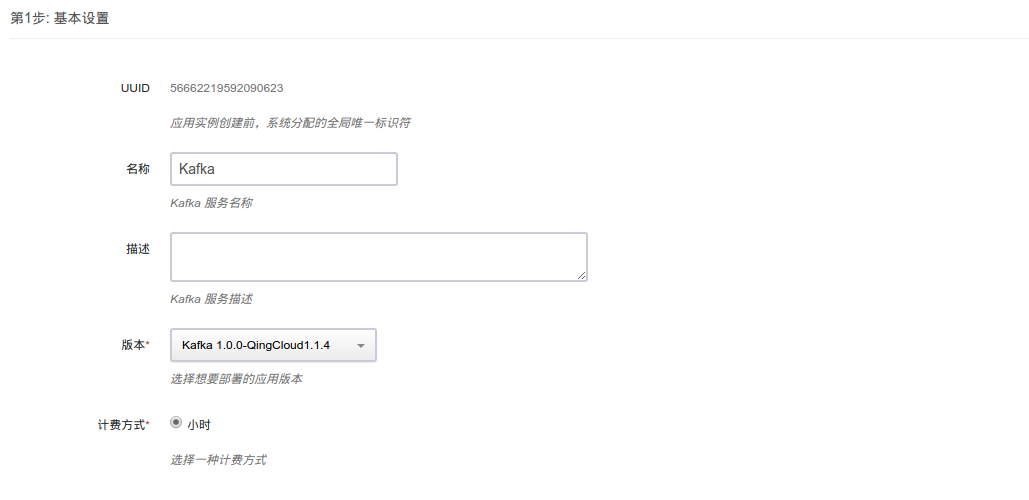 第1步: 基本设置
UUID 56662219592090623
应用实例创建前，系统分配的全局唯一标识符
名称 Kafka
Kafka 服务名称
描述
Kafka 服务描述
版本* Kafka 1.0.0-QingCloud1.1.4
选择想要部署的应用版本
计费方式* 小时
选择一种计费方式